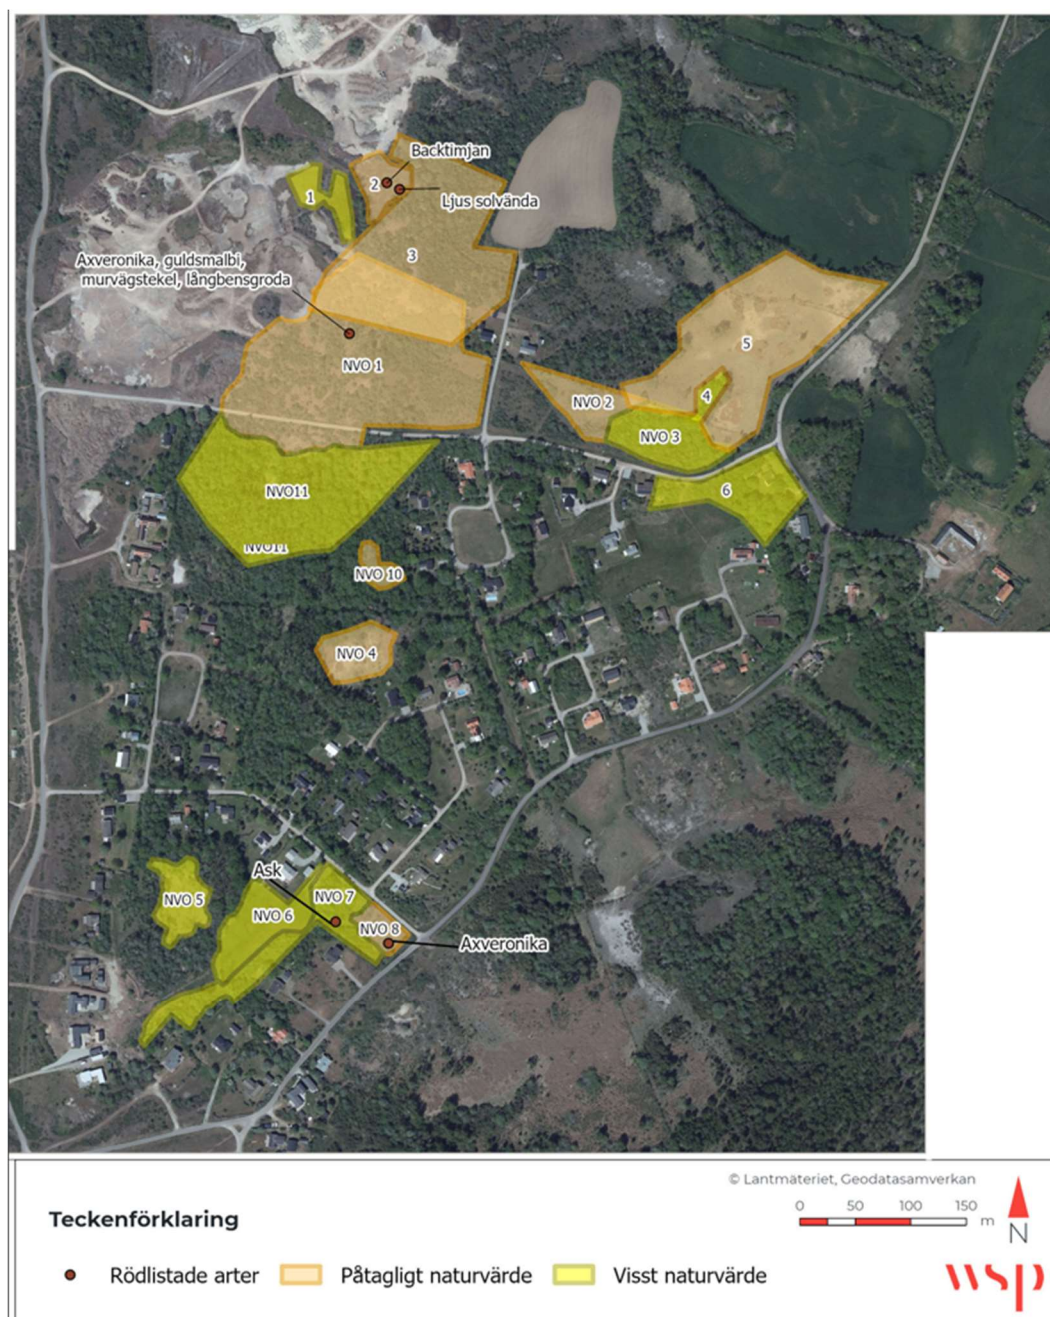 Backtimjan
2
1
Ljus solvända
3
Axveronika, guldsmalbi,
murvägstekel, långbensgroda
5
NVO 1
4
NVO 2
NVO 3
6
NVO11
NVO11
NVO 10
NVO 4
Ask
NVO 5
NVO 7
NVO 6
NVO 8
Axveronika
© Lantmäteriet, Geodatasamverkan
0 50 100 150
m
N
Teckenförklaring
Rödlistade arter
Påtagligt naturvärde
Visst naturvärde
wsp